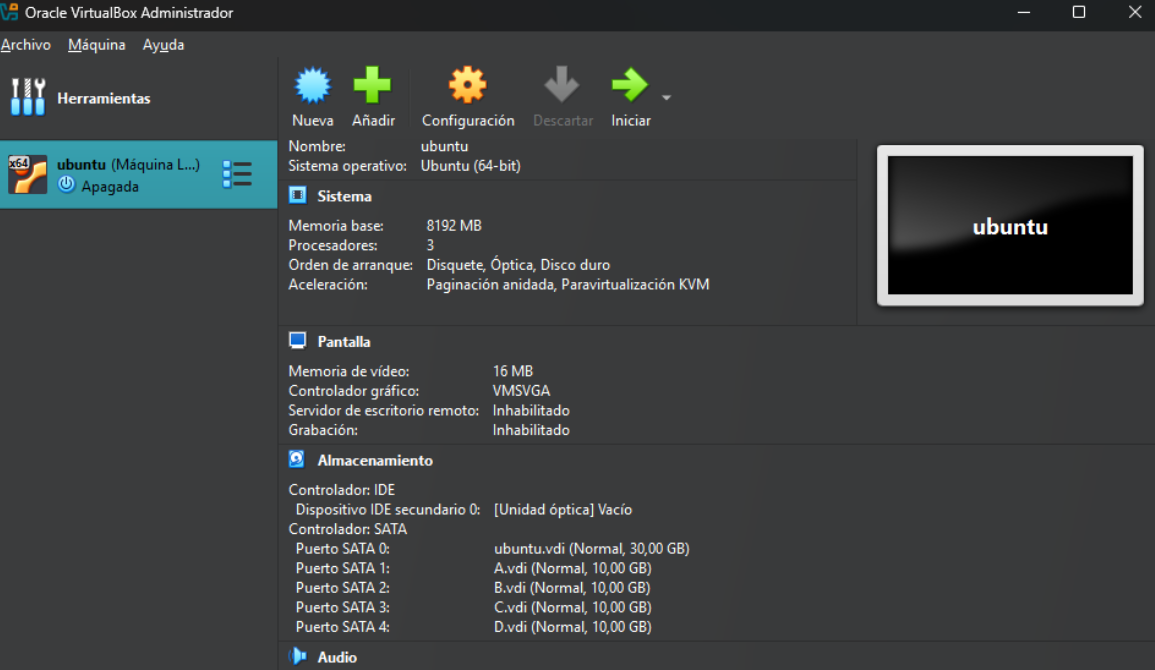 Oracle VirtualBox Administrador
Archivo Máquina Ayuda
Herramientas
x64
ubuntu (Máquina L...)
Apagada
Nueva Añadir Configuración Descartar Iniciar
Nombre: ubuntu
Sistema operativo: Ubuntu (64-bit)
Sistema
Memoria base: 8192 MB
Procesadores: 3
Orden de arranque: Disquete, Óptica, Disco duro
Aceleración: Paginación anidada, Paravirtualización KVM
ubuntu
Pantalla
Memoria de vídeo: 16 MB
Controlador gráfico: VMSVGA
Servidor de escritorio remoto: Inhabilitado
Grabación: Inhabilitado
Almacenamiento
Controlador: IDE
Dispositivo IDE secundario 0: [Unidad óptica] Vacío
Controlador: SATA
Puerto SATA 0: ubuntu.vdi (Normal, 30,00 GB)
Puerto SATA 1: A.vdi (Normal, 10,00 GB)
Puerto SATA 2: B.vdi (Normal, 10,00 GB)
Puerto SATA 3: C.vdi (Normal, 10,00 GB)
Puerto SATA 4: D.vdi (Normal, 10,00 GB)
Audio